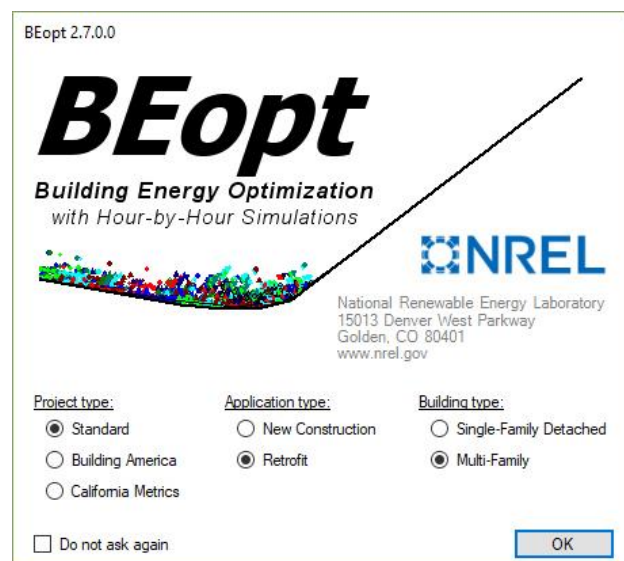 BEopt 2.7.0.0
BEopt
Building Energy Optimization
with Hour-by-Hour Simulations
NREL
National Renewable Energy Laboratory
15013 Denver West Parkway
Golden, CO 80401
www.nrel.gov
Project type:
Standard
Building America
California Metrics
Application type:
New Construction
Retrofit
Building type:
Single-Family Detached
Multi-Family
Do not ask again
OK